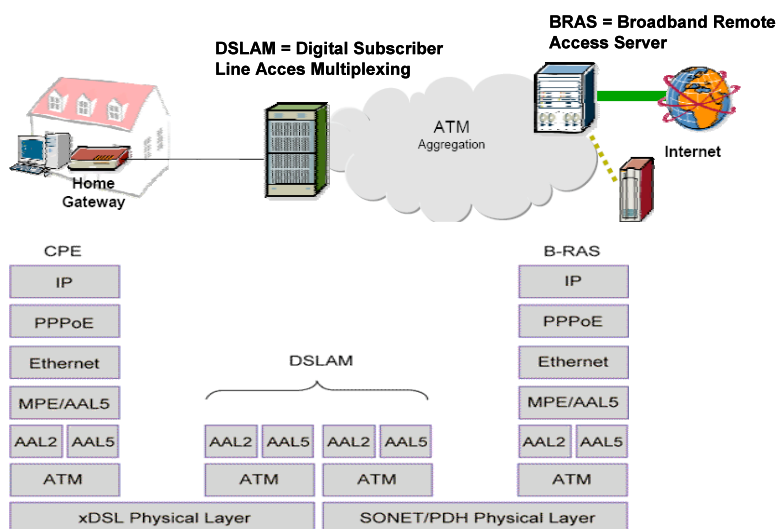 BRAS = Broadband Remote
Access Server
DSLAM = Digital Subscriber
Line Acces Multiplexing
ATM
Aggregation
Internet
Home
Gateway
CPE
B-RAS
IP
IP
PPPoE
PPPoE
Ethernet
DSLAM
Ethernet
MPE/AAL5
MPE/AAL5
AAL2 AAL5 AAL2 AAL5 AAL2 AAL5 AAL2 AAL5
ATM ATM ATM ATM
xDSL Physical Layer SONET/PDH Physical Layer